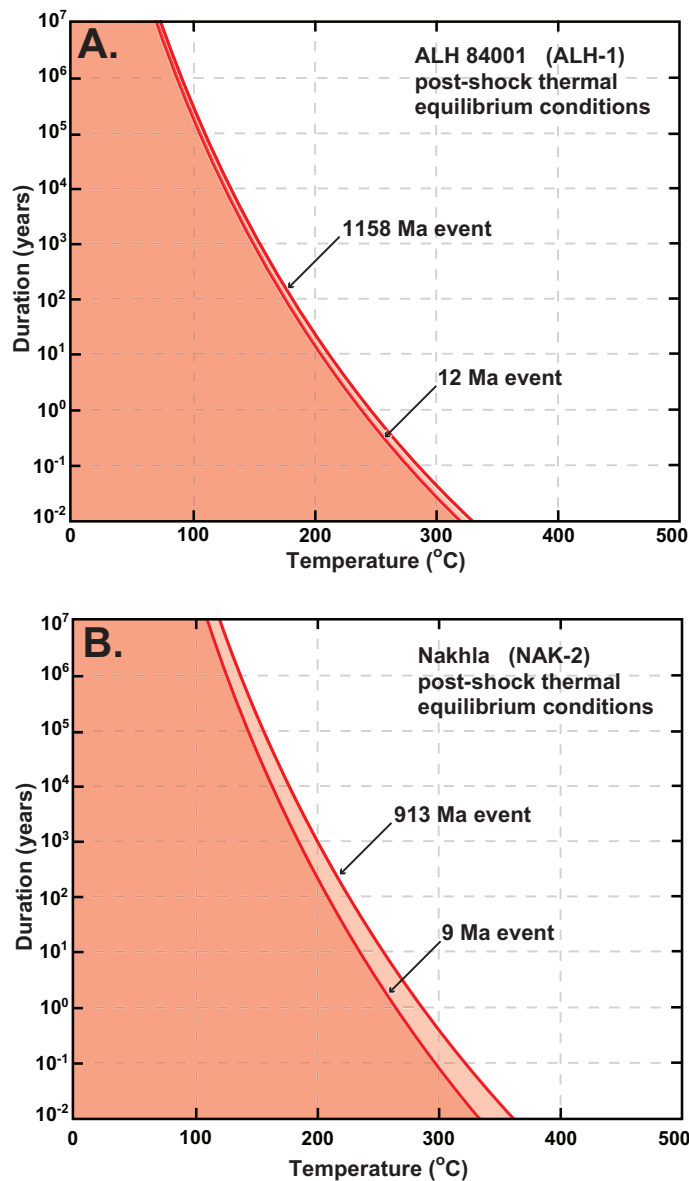 A.
ALH 84001 (ALH-1)
post-shock thermal
equilibrium conditions
1158 Ma event
12 Ma event
Duration (years)
10^7
10^6
10^5
10^4
10^3
10^2
10^1
10^0
10^-1
10^-2
0 100 200 300 400 500
Temperature (°C)
B.
Nakhla (NAK-2)
post-shock thermal
equilibrium conditions
913 Ma event
9 Ma event
Duration (years)
10^7
10^6
10^5
10^4
10^3
10^2
10^1
10^0
10^-1
10^-2
0 100 200 300 400 500
Temperature (°C)